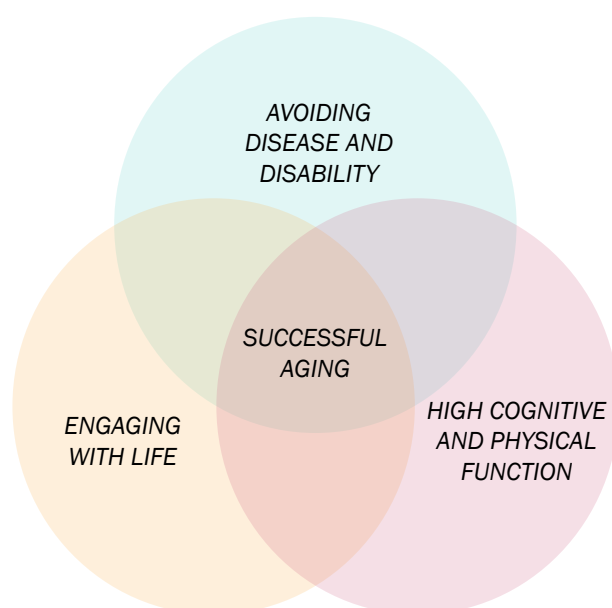 AVOIDING
DISEASE AND
DISABILITY
SUCCESSFUL
AGING
ENGAGING
WITH LIFE
HIGH COGNITIVE
AND PHYSICAL
FUNCTION